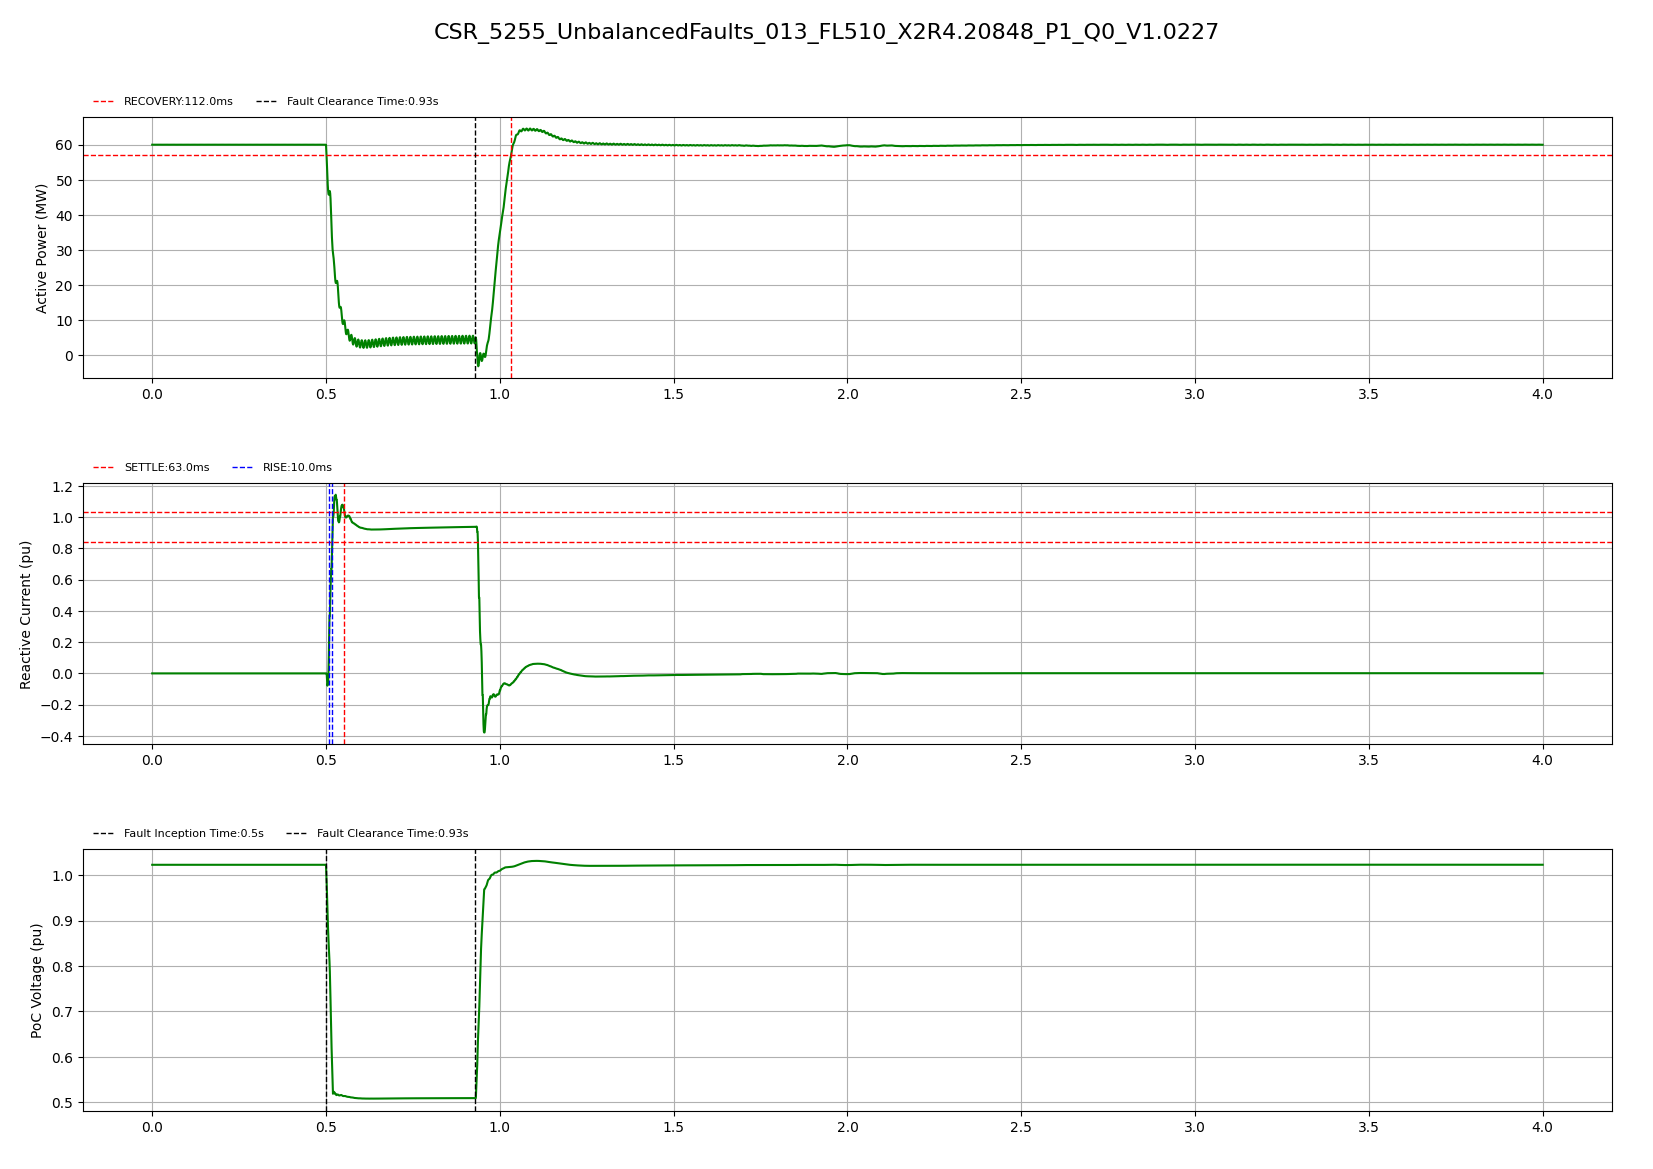 CSR_5255_UnbalancedFaults_013_FL510_X2R4.20848_P1_Q0_V1.0227
RECOVERY:112.0ms Fault Clearance Time:0.93s
Active Power (MW)
60
50
40
30
20
10
0
0.0 0.5 1.0 1.5 2.0 2.5 3.0 3.5 4.0
SETTLE:63.0ms RISE:10.0ms
Reactive Current (pu)
1.2
1.0
0.8
0.6
0.4
0.2
0.0
−0.2
−0.4
0.0 0.5 1.0 1.5 2.0 2.5 3.0 3.5 4.0
Fault Inception Time:0.5s Fault Clearance Time:0.93s
PoC Voltage (pu)
1.0
0.9
0.8
0.7
0.6
0.5
0.0 0.5 1.0 1.5 2.0 2.5 3.0 3.5 4.0